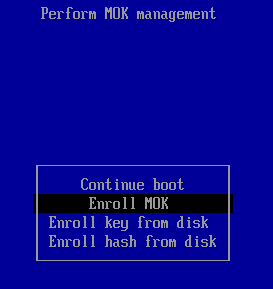 Perform MOK management
Continue boot
Enroll MOK
Enroll key from disk
Enroll hash from disk